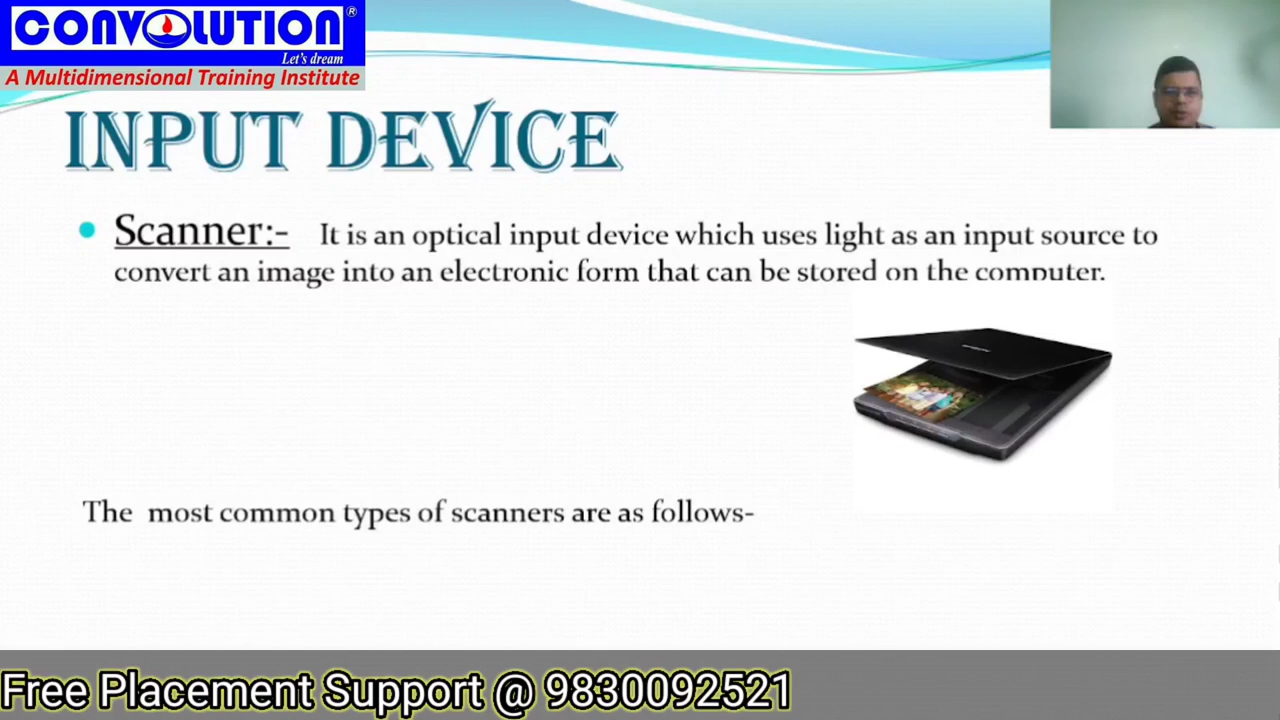 CONVOLUTION®
Let's dream
A Multidimensional Training Institute
INPUT DEVICE
Scanner:- It is an optical input device which uses light as an input source to
convert an image into an electronic form that can be stored on the computer.
The most common types of scanners are as follows-
Free Placement Support @ 9830092521